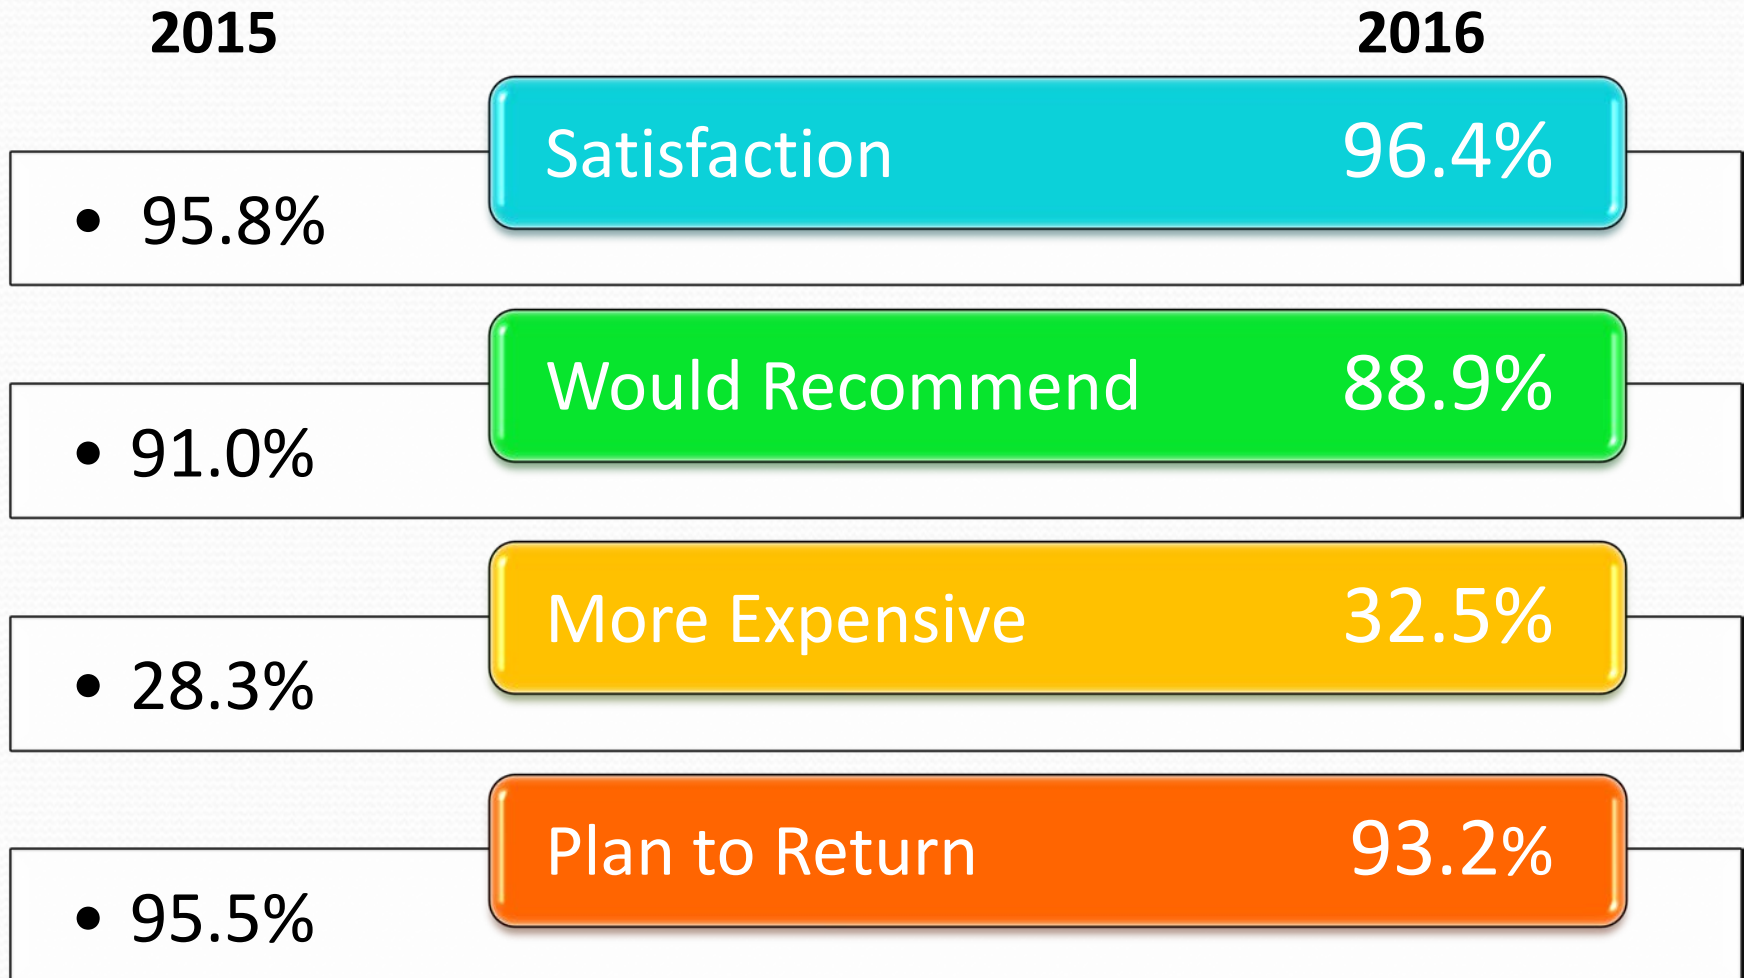 2015 2016
Satisfaction 96.4%
• 95.8%
Would Recommend 88.9%
• 91.0%
More Expensive 32.5%
• 28.3%
Plan to Return 93.2%
• 95.5%